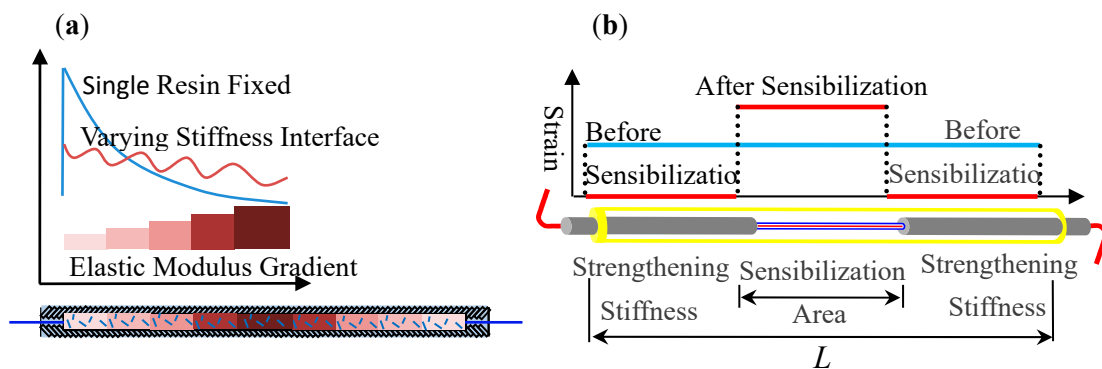 (a)
Single Resin Fixed
Varying Stiffness Interface
Elastic Modulus Gradient
(b)
Strain
After Sensibilization
Before
Before
Sensibilizatio
Sensibilizatio
Strengthening
Sensibilization
Strengthening
Stiffness
Area
Stiffness
L